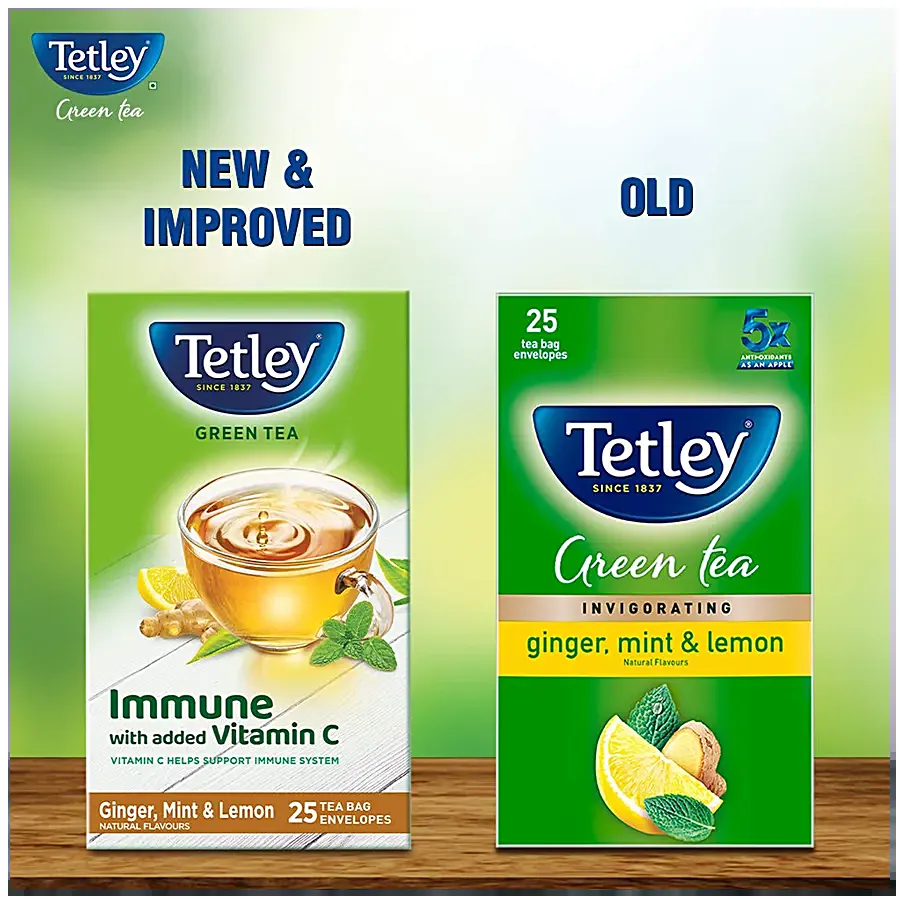 Tetley
SINCE 1837
Green tea
NEW &
IMPROVED
OLD
Tetley
SINCE 1837
GREEN TEA
Immune
with added Vitamin C
VITAMIN C HELPS SUPPORT IMMUNE SYSTEM
Ginger, Mint & Lemon
NATURAL FLAVOURS
25 TEA BAG
ENVELOPES
25
tea bag
envelopes
5x
ANTI-OXIDANTS
AS AN APPLE
Tetley
SINCE 1837
Green tea
INVIGORATING
ginger, mint & lemon
Natural Flavours